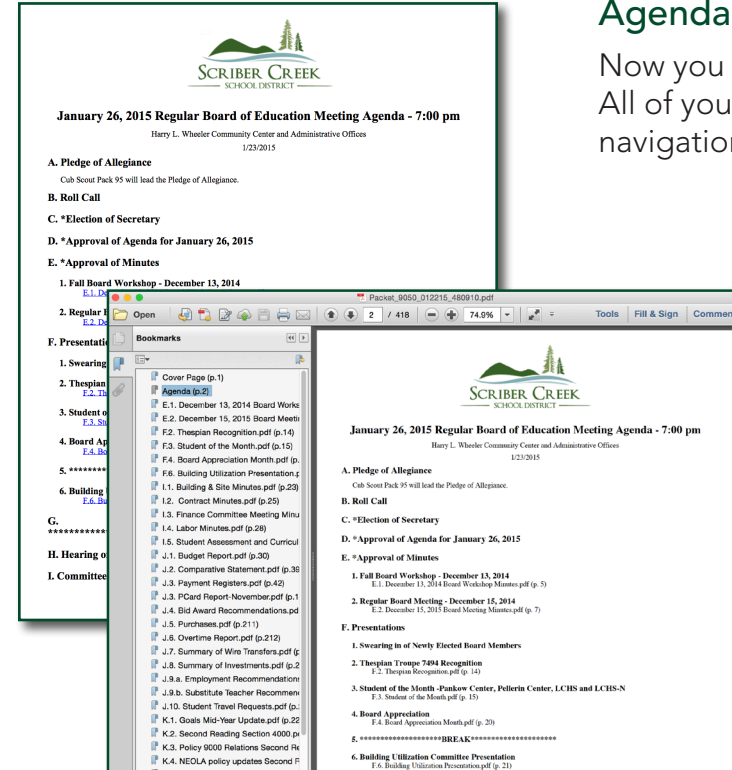 Agenda
Now you
All of you
navigation
SCRIBER CREEK
SCHOOL DISTRICT
January 26, 2015 Regular Board of Education Meeting Agenda - 7:00 pm
Harry L. Wheeler Community Center and Administrative Offices
1/23/2015
A. Pledge of Allegiance
Cub Scout Pack 95 will lead the Pledge of Allegiance.
B. Roll Call
C. *Election of Secretary
D. *Approval of Agenda for January 26, 2015
E. *Approval of Minutes
1. Fall Board Workshop - December 13, 2014
E.1. De
2. Regular
E.2. De
F. Presentati
1. Swearing
2. Thespian
F.2. Th
3. Student o
F.3. Stu
4. Board Ap
F.4. Bo
5. *******
6. Building
F.6. Bu
G.
************
H. Hearing o
I. Committee
Packet_9050_012215_480910.pdf
Open 2 / 418 74.9% Tools Fill & Sign Commen
Bookmarks
Cover Page (p.1)
Agenda (p.2)
E.1. December 13, 2014 Board Works
E.2. December 15, 2015 Board Meeti
F.2. Thespian Recognition.pdf (p.14)
F.3. Student of the Month.pdf (p.15)
F.4. Board Appreciation Month.pdf (p.
F.6. Building Utilization Presentation.p
I.1. Building & Site Minutes.pdf (p.23)
I.2. Contract Minutes.pdf (p.25)
I.3. Finance Committee Meeting Minu
I.4. Labor Minutes.pdf (p.28)
I.5. Student Assessment and Curricul
J.1. Budget Report.pdf (p.30)
J.2. Comparative Statement.pdf (p.39
J.3. Payment Registers.pdf (p.42)
J.3. PCard Report-November.pdf (p.1
J.4. Bid Award Recommendations.pd
J.5. Purchases.pdf (p.211)
J.6. Overtime Report.pdf (p.212)
J.7. Summary of Wire Transfers.pdf (p
J.8. Summary of Investments.pdf (p.2
J.9.a. Employment Recommendations
J.9.b. Substitute Teacher Recommen
J.10. Student Travel Requests.pdf (p.
K.1. Goals Mid-Year Update.pdf (p.22
K.2. Second Reading Section 4000.p
K.3. Policy 9000 Relations Second Re
K.4. NEOLA policy updates Second R
SCRIBER CREEK
SCHOOL DISTRICT
January 26, 2015 Regular Board of Education Meeting Agenda - 7:00 pm
Harry L. Wheeler Community Center and Administrative Offices
1/23/2015
A. Pledge of Allegiance
Cub Scout Pack 95 will lead the Pledge of Allegiance.
B. Roll Call
C. *Election of Secretary
D. *Approval of Agenda for January 26, 2015
E. *Approval of Minutes
1. Fall Board Workshop - December 13, 2014
E.1. December 13, 2014 Board Workshop Minutes.pdf (p. 5)
2. Regular Board Meeting - December 15, 2014
E.2. December 15, 2015 Board Meeting Minutes.pdf (p. 7)
F. Presentations
1. Swearing in of Newly Elected Board Members
2. Thespian Troupe 7494 Recognition
F.2. Thespian Recognition.pdf (p. 14)
3. Student of the Month -Pankow Center, Pellerin Center, LCHS and LCHS-N
F.3. Student of the Month.pdf (p. 15)
4. Board Appreciation
F.4. Board Appreciation Month.pdf (p. 20)
5. ********************BREAK*********************
6. Building Utilization Committee Presentation
F.6. Building Utilization Presentation.pdf (p. 21)